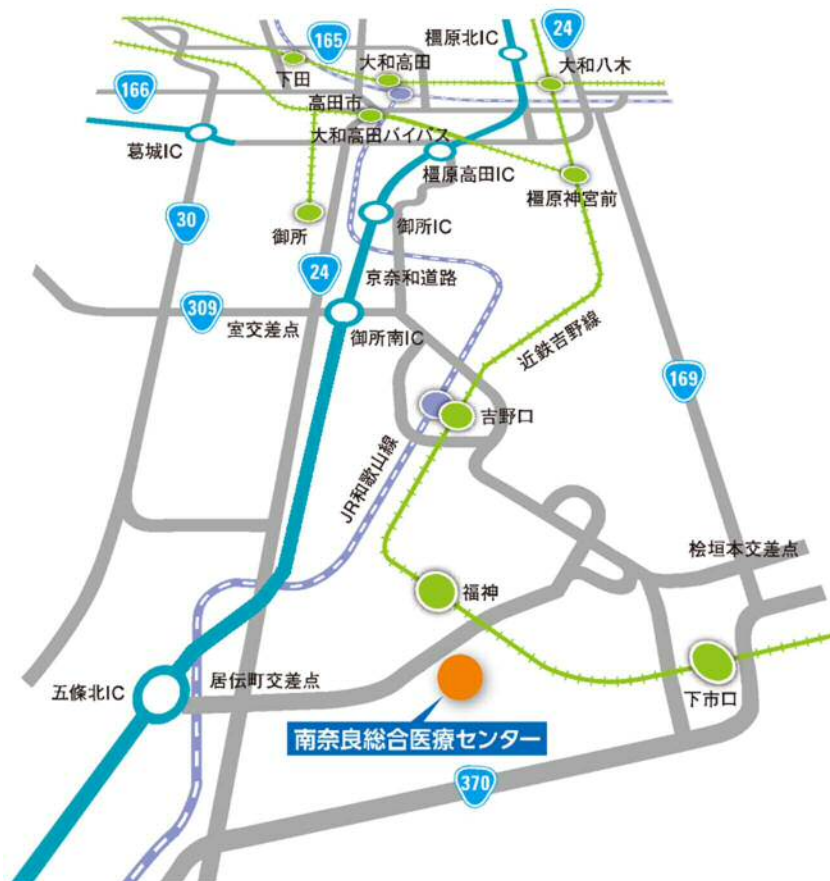 橿原北IC
24
165
大和高田
大和八木
下田
166
高田市
大和高田バイパス
葛城IC
橿原高田IC
橿原神宮前
30
御所
御所IC
24
京奈和道路
309
室交差点
御所南IC
近鉄吉野線
169
吉野口
JR和歌山線
桧垣本交差点
福神
五條北IC
居伝町交差点
下市口
南奈良総合医療センター
370